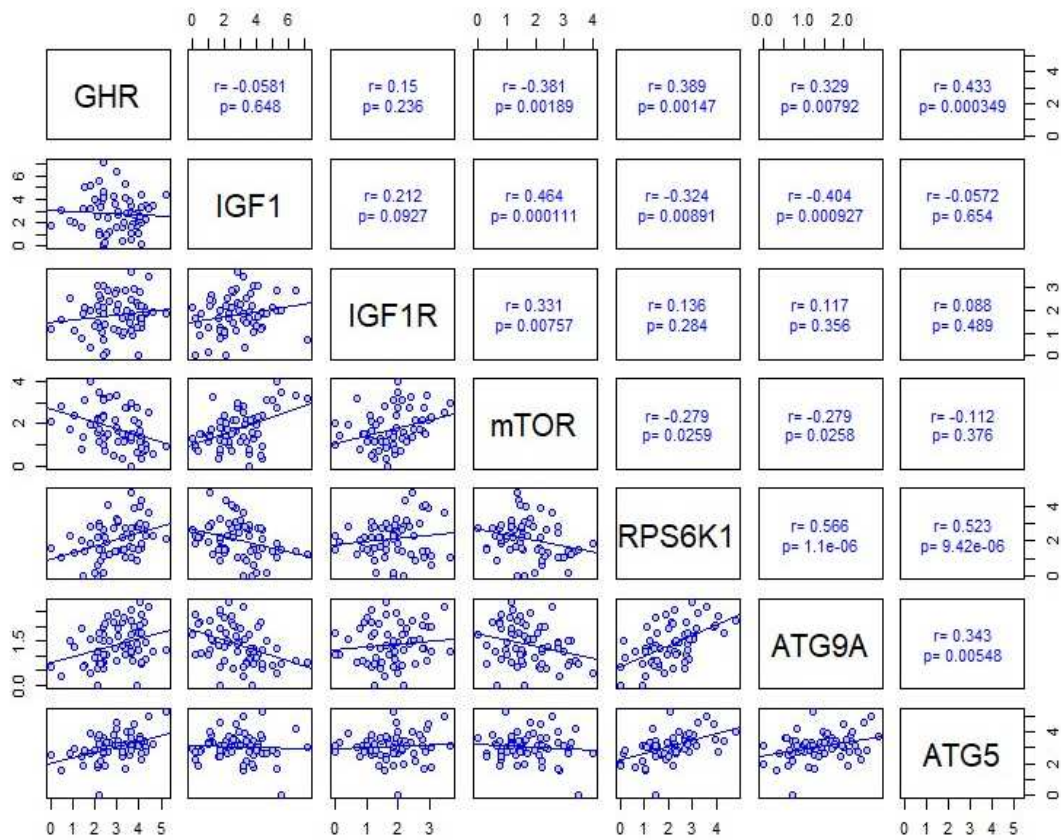 0 2 4 6
0 1 2 3 4
0.0 1.0 2.0
GHR
r= -0.0581
p= 0.648
r= 0.15
p= 0.236
r= -0.381
p= 0.00189
r= 0.389
p= 0.00147
r= 0.329
p= 0.00792
r= 0.433
p= 0.000349
0 2 4
0 2 4 6
IGF1
r= 0.212
p= 0.0927
r= 0.464
p= 0.000111
r= -0.324
p= 0.00891
r= -0.404
p= 0.000927
r= -0.0572
p= 0.654
IGF1R
r= 0.331
p= 0.00757
r= 0.136
p= 0.284
r= 0.117
p= 0.356
r= 0.088
p= 0.489
0 1 2 3
0 2 4
mTOR
r= -0.279
p= 0.0259
r= -0.279
p= 0.0258
r= -0.112
p= 0.376
RPS6K1
r= 0.566
p= 1.1e-06
r= 0.523
p= 9.42e-06
0 2 4
0.0 1.5
ATG9A
r= 0.343
p= 0.00548
ATG5
0 1 2 3 4
0 1 2 3 4 5
0 1 2 3
0 1 2 3 4
0 1 2 3 4 5